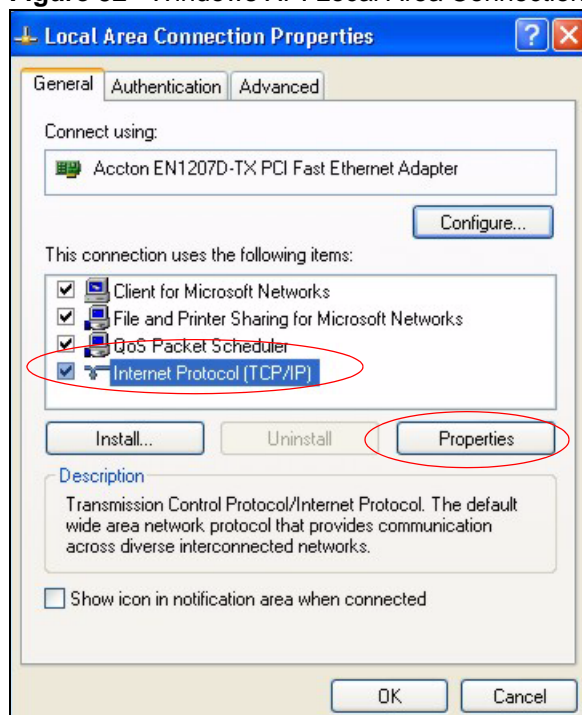 Local Area Connection Properties
General Authentication Advanced
Connect using:
Accton EN1207D-TX PCI Fast Ethernet Adapter
Configure...
This connection uses the following items:
Client for Microsoft Networks
File and Printer Sharing for Microsoft Networks
QoS Packet Scheduler
Internet Protocol (TCP/IP)
Install... Uninstall Properties
Description
Transmission Control Protocol/Internet Protocol. The default
wide area network protocol that provides communication
across diverse interconnected networks.
Show icon in notification area when connected
OK Cancel